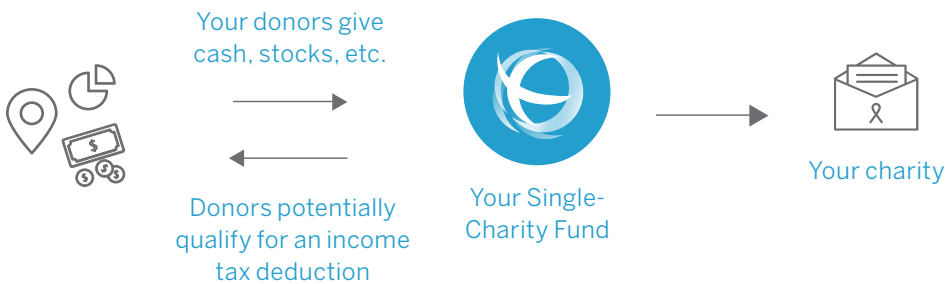 Your donors give
cash, stocks, etc.
$
$
$
$
Donors potentially
qualify for an income
tax deduction
Your Single-
Charity Fund
Your charity